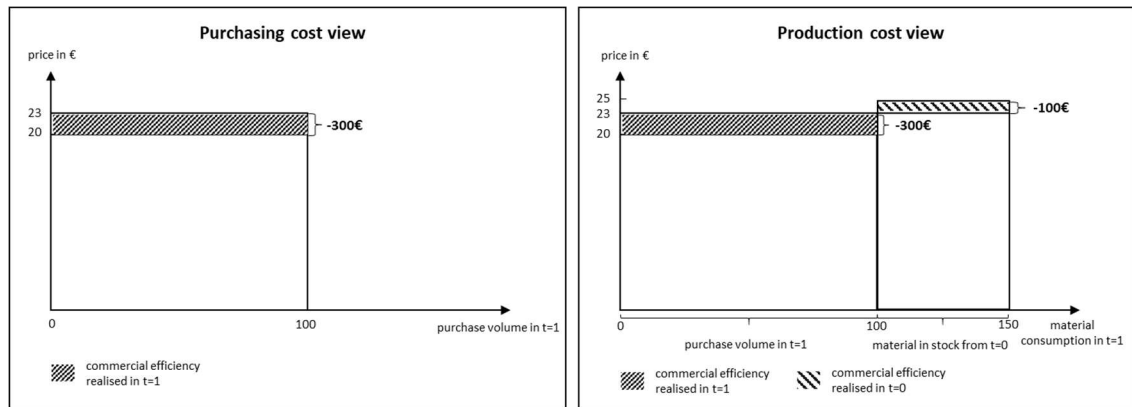 Purchasing cost view
price in €
23
20
-300€
0
100
purchase volume in t=1
commercial efficiency
realised in t=1
Production cost view
price in €
25
23
20
-100€
-300€
0
100
150
material
consumption in t=1
purchase volume in t=1
material in stock from t=0
commercial efficiency
realised in t=1
commercial efficiency
realised in t=0